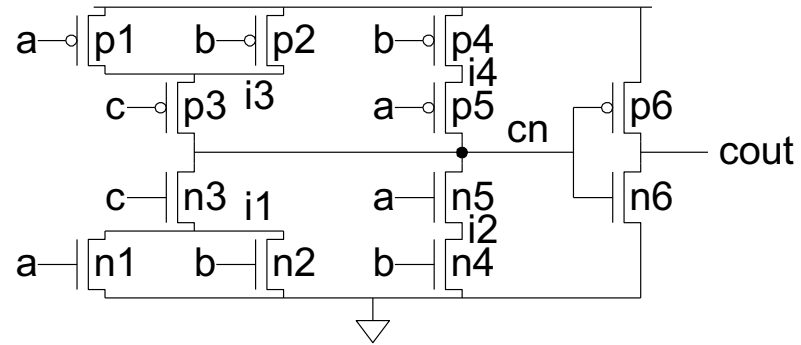 a p1 b p2 b p4
i4
c p3 i3 a p5 p6
cn
cout
c n3 i1 a n5 n6
i2
a n1 b n2 b n4